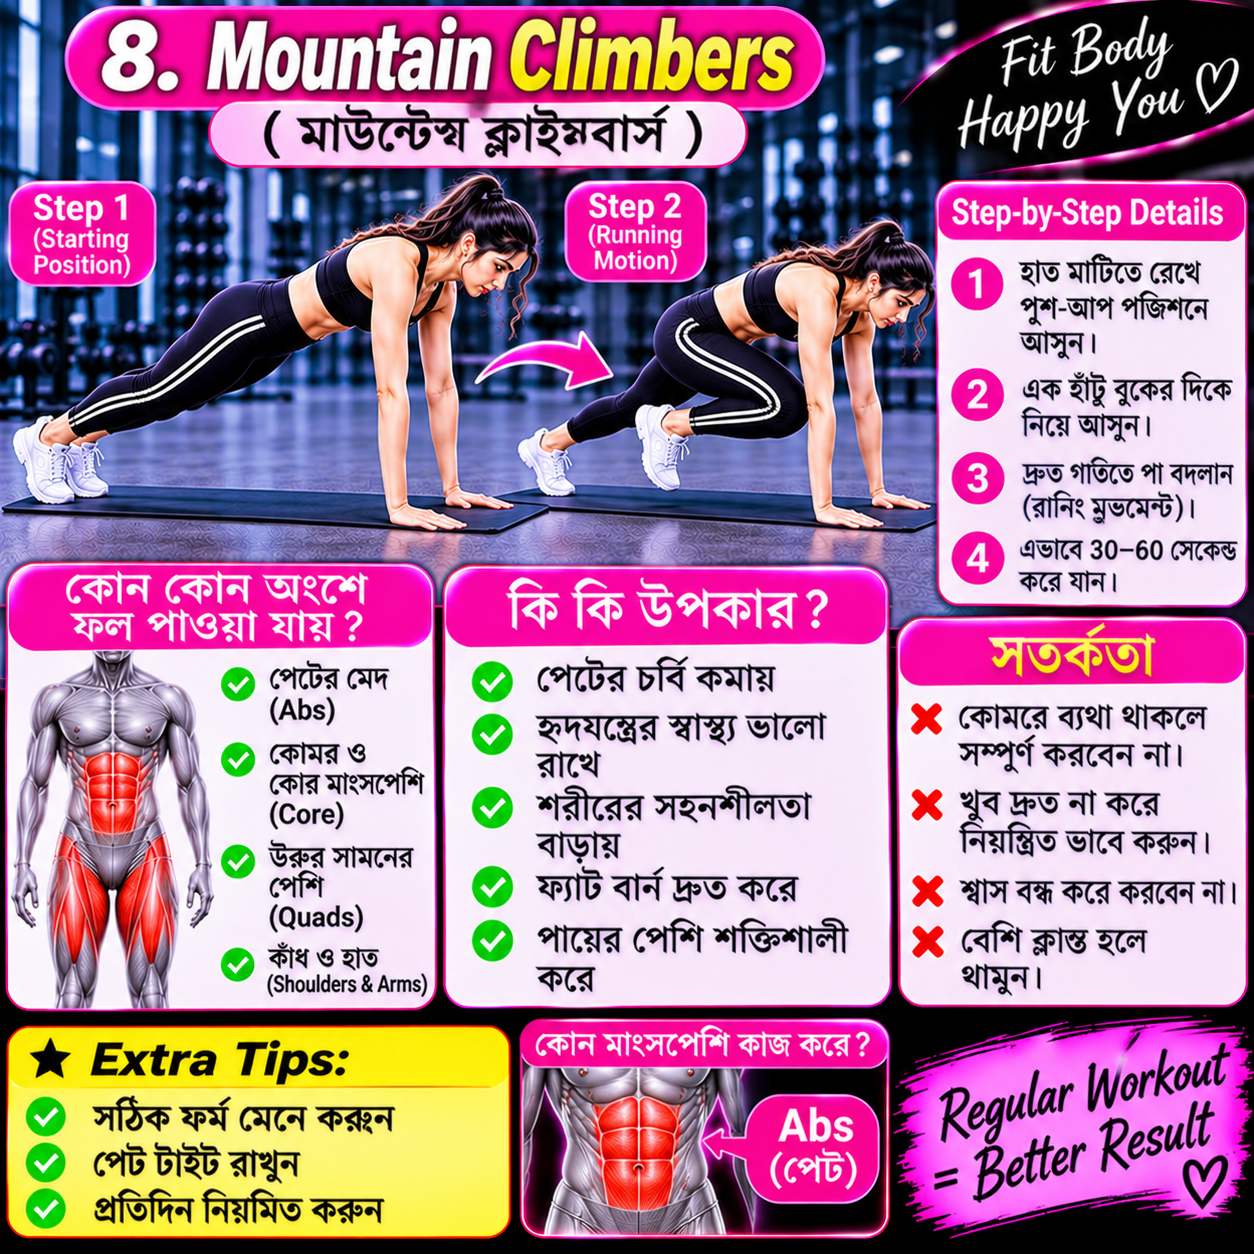 8. Mountain Climbers
( মাউন্টেস্ব ক্লাইম্নবার্স )
Fit Body
Happy You
Step 1
(Starting
Position)
Step 2
(Running
Motion)
Step-by-Step Details
1 হাত মাটিতে রেখে
পুশ-আপ পজিশনে
আসুন।
2 এক হাঁটু বুকের দিকে
নিয়ে আসুন।
3 দ্রুত গতিতে পা বদলান
(রানিং মুভমেন্ট)।
4 এভাবে 30–60 সেকেন্ড
করে যান।
কোন কোন অংশে
ফল পাওয়া যায় ?
পেটের মেদ
(Abs)
কোমর ও
কোর মাংসপেশি
(Core)
উরুর সামনের
পেশি
(Quads)
কাঁধ ও হাত
(Shoulders & Arms)
কি কি উপকার ?
পেটের চর্বি কমায়
হৃদযন্ত্রের স্বাস্থ্য ভালো
রাখে
শরীরের সহনশীলতা
বাড়ায়
ফ্যাট বার্ন দ্রুত করে
পায়ের পেশি শক্তিশালী
করে
সতর্কতা
কোমরে ব্যথা থাকলে
সম্পুর্ণ করবেন না।
খুব দ্রুত না করে
নিয়ন্ত্রিত ভাবে করুন।
শ্বাস বন্ধ করে করবেন না।
বেশি ক্লান্ত হলে
থামুন।
Extra Tips:
সঠিক ফর্ম মেনে করুন
পেট টাইট রাখুন
প্রতিদিন নিয়মিত করুন
কোন মাংসপেশি কাজ করে ?
Abs
(পেট)
Regular Workout
= Better Result